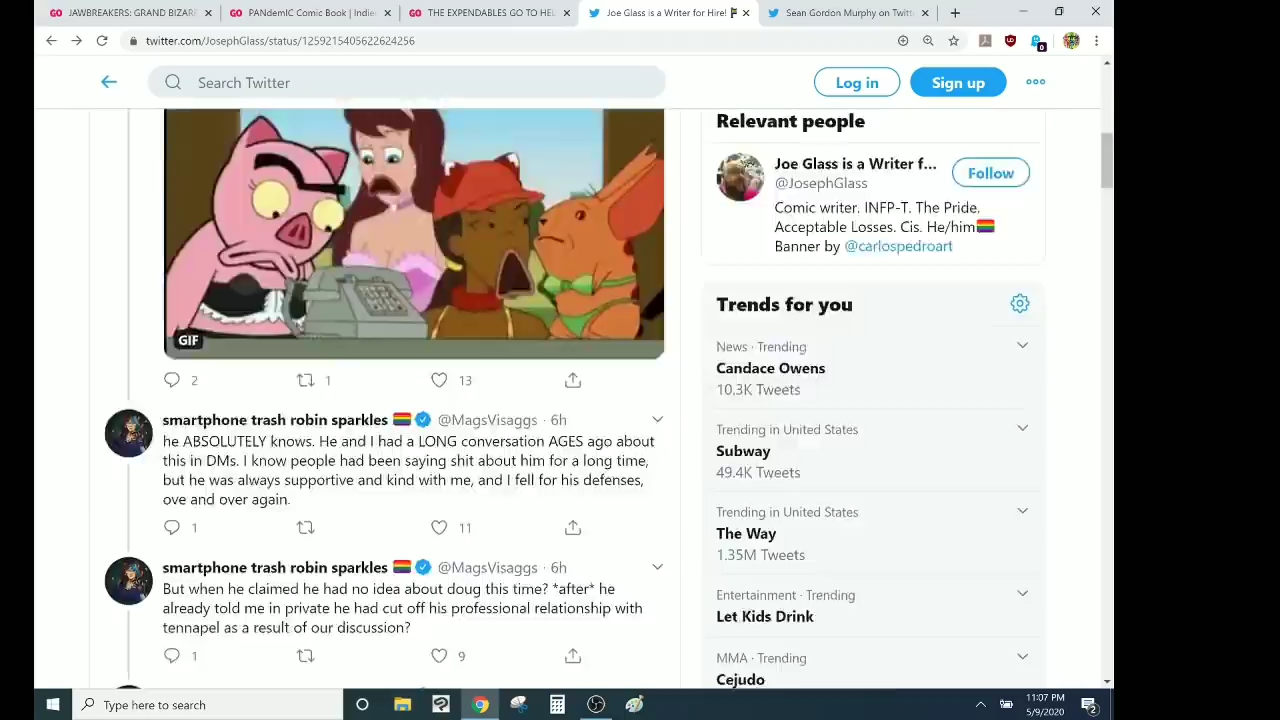 JAWBREAKERS: GRAND BIZAR
PANdemIC Comic Book | Indie
THE EXPENDABLES GO TO HEL
Joe Glass is a Writer for Hire!
Sean Gordon Murphy on Twitt
twitter.com/JosephGlass/status/1259215405622624256
Search Twitter
Log in
Sign up
Relevant people
Joe Glass is a Writer f...
@JosephGlass
Follow
Comic writer. INFP-T. The Pride.
Acceptable Losses. Cis. He/him
Banner by @carlospedroart
GIF
2
1
13
smartphone trash robin sparkles @MagsVisaggs · 6h
he ABSOLUTELY knows. He and I had a LONG conversation AGES ago about
this in DMs. I know people had been saying shit about him for a long time,
but he was always supportive and kind with me, and I fell for his defenses,
ove and over again.
1
11
smartphone trash robin sparkles @MagsVisaggs · 6h
But when he claimed he had no idea about doug this time? *after* he
already told me in private he had cut off his professional relationship with
tennapel as a result of our discussion?
1
9
Trends for you
News · Trending
Candace Owens
10.3K Tweets
Trending in United States
Subway
49.4K Tweets
Trending in United States
The Way
1.35M Tweets
Entertainment · Trending
Let Kids Drink
MMA · Trending
Cejudo
Type here to search
11:07 PM
5/9/2020
2